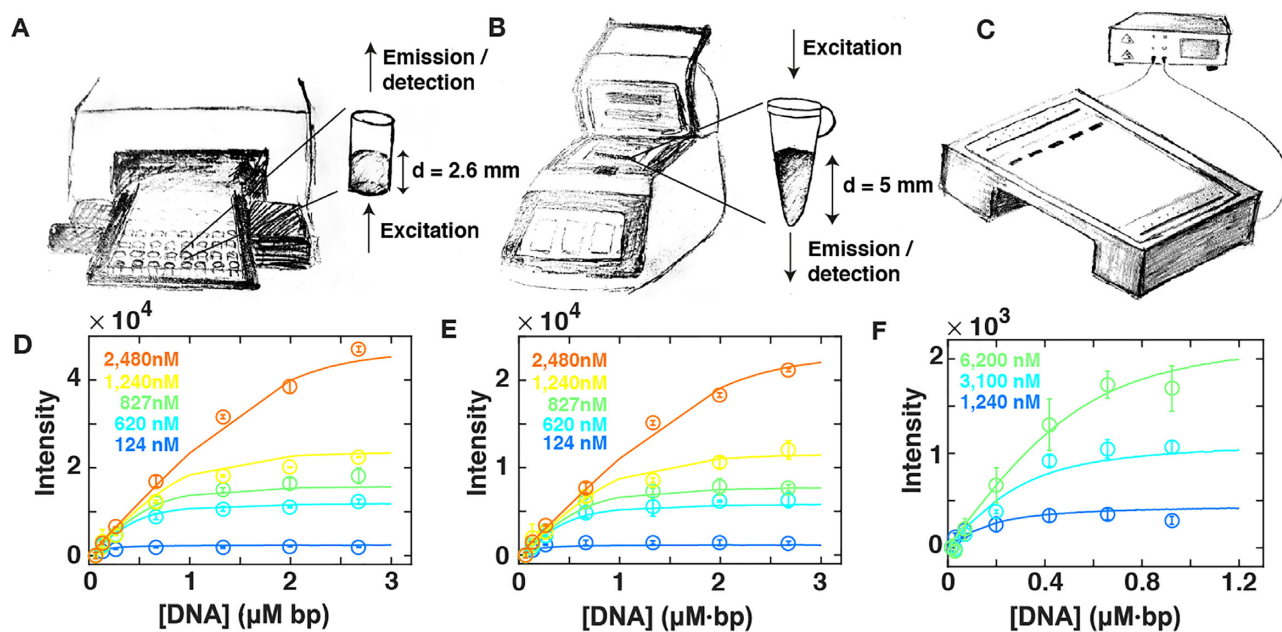 A
Emission /
detection
d = 2.6 mm
Excitation
B
Excitation
d = 5 mm
Emission /
detection
C
D
× 10⁴
2,480nM
1,240nM
827nM
620 nM
124 nM
Intensity
4
2
0
0 1 2 3
[DNA] (µM bp)
E
× 10⁴
2,480nM
1,240nM
827nM
620 nM
124 nM
Intensity
2
1
0
0 1 2 3
[DNA] (µM·bp)
F
× 10³
6,200 nM
3,100 nM
1,240 nM
Intensity
2
1
0
0 0.4 0.8 1.2
[DNA] (µM·bp)